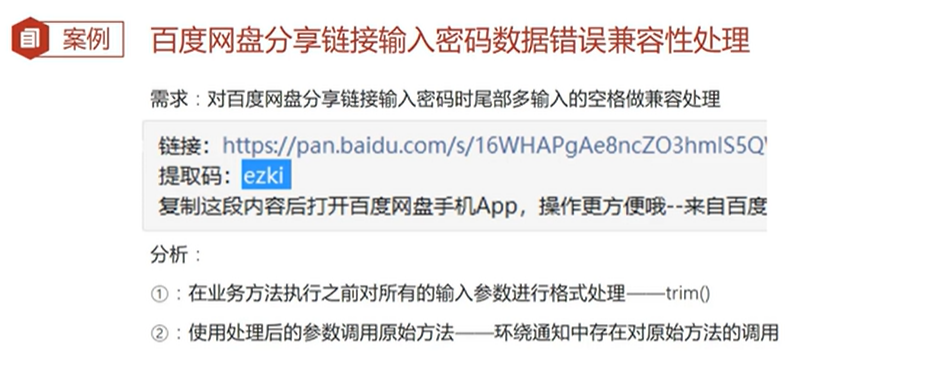 案例
百度网盘分享链接输入密码数据错误兼容性处理
需求：对百度网盘分享链接输入密码时尾部多输入的空格做兼容处理
链接：https://pan.baidu.com/s/16WHAPgAe8ncZO3hmlS5Q
提取码：ezki
复制这段内容后打开百度网盘手机App，操作更方便哦--来自百度
分析：
①：在业务方法执行之前对所有的输入参数进行格式处理——trim()
②：使用处理后的参数调用原始方法——环绕通知中存在对原始方法的调用